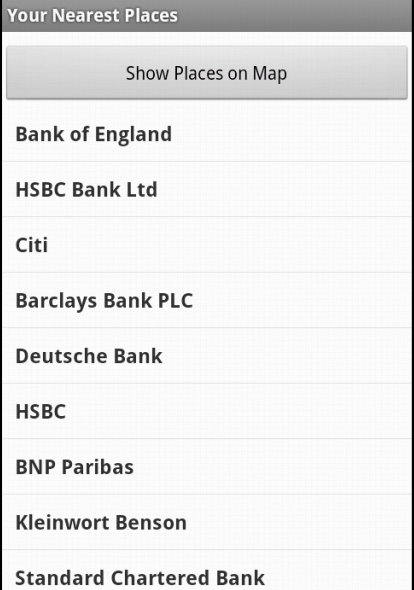 Your Nearest Places
Show Places on Map
Bank of England
HSBC Bank Ltd
Citi
Barclays Bank PLC
Deutsche Bank
HSBC
BNP Paribas
Kleinwort Benson
Standard Chartered Bank